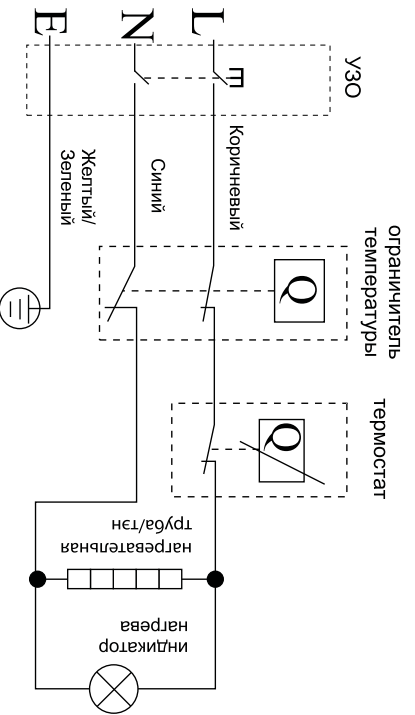 УЗО
L
N
E
Коричневый
Синий
Желтый/
Зеленый
ограничитель
температуры
Q
термостат
Q
нагревательная
труба/тэн
индикатор
нагрева